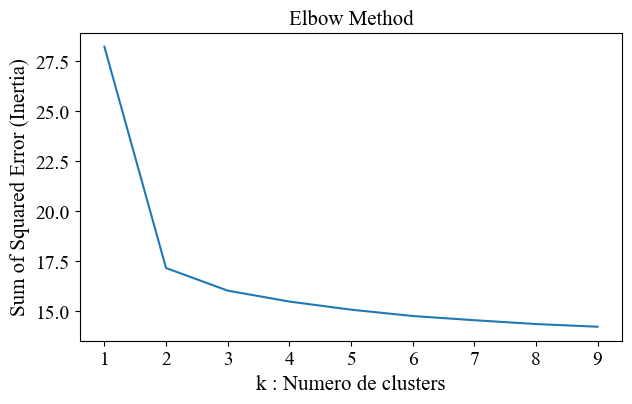 Elbow Method
Sum of Squared Error (Inertia)
27.5
25.0
22.5
20.0
17.5
15.0
1 2 3 4 5 6 7 8 9
k : Numero de clusters